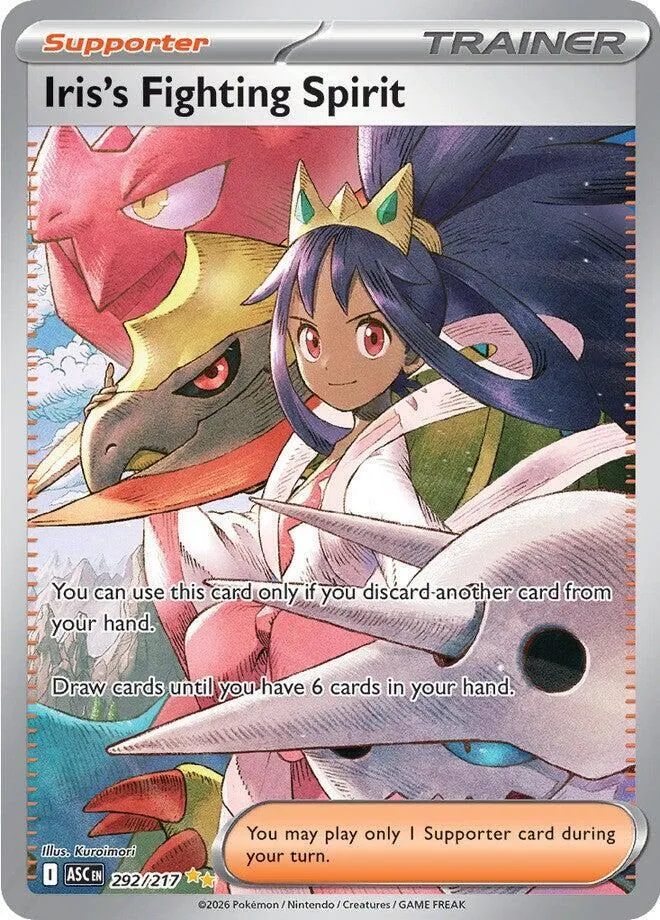 Supporter
TRAINER
Iris's Fighting Spirit
You can use this card only if you discard another card from
your hand.
Draw cards until you have 6 cards in your hand.
You may play only 1 Supporter card during
your turn.
Illus. Kuroimori
I ASC EN 292/217
©2026 Pokémon / Nintendo / Creatures / GAME FREAK